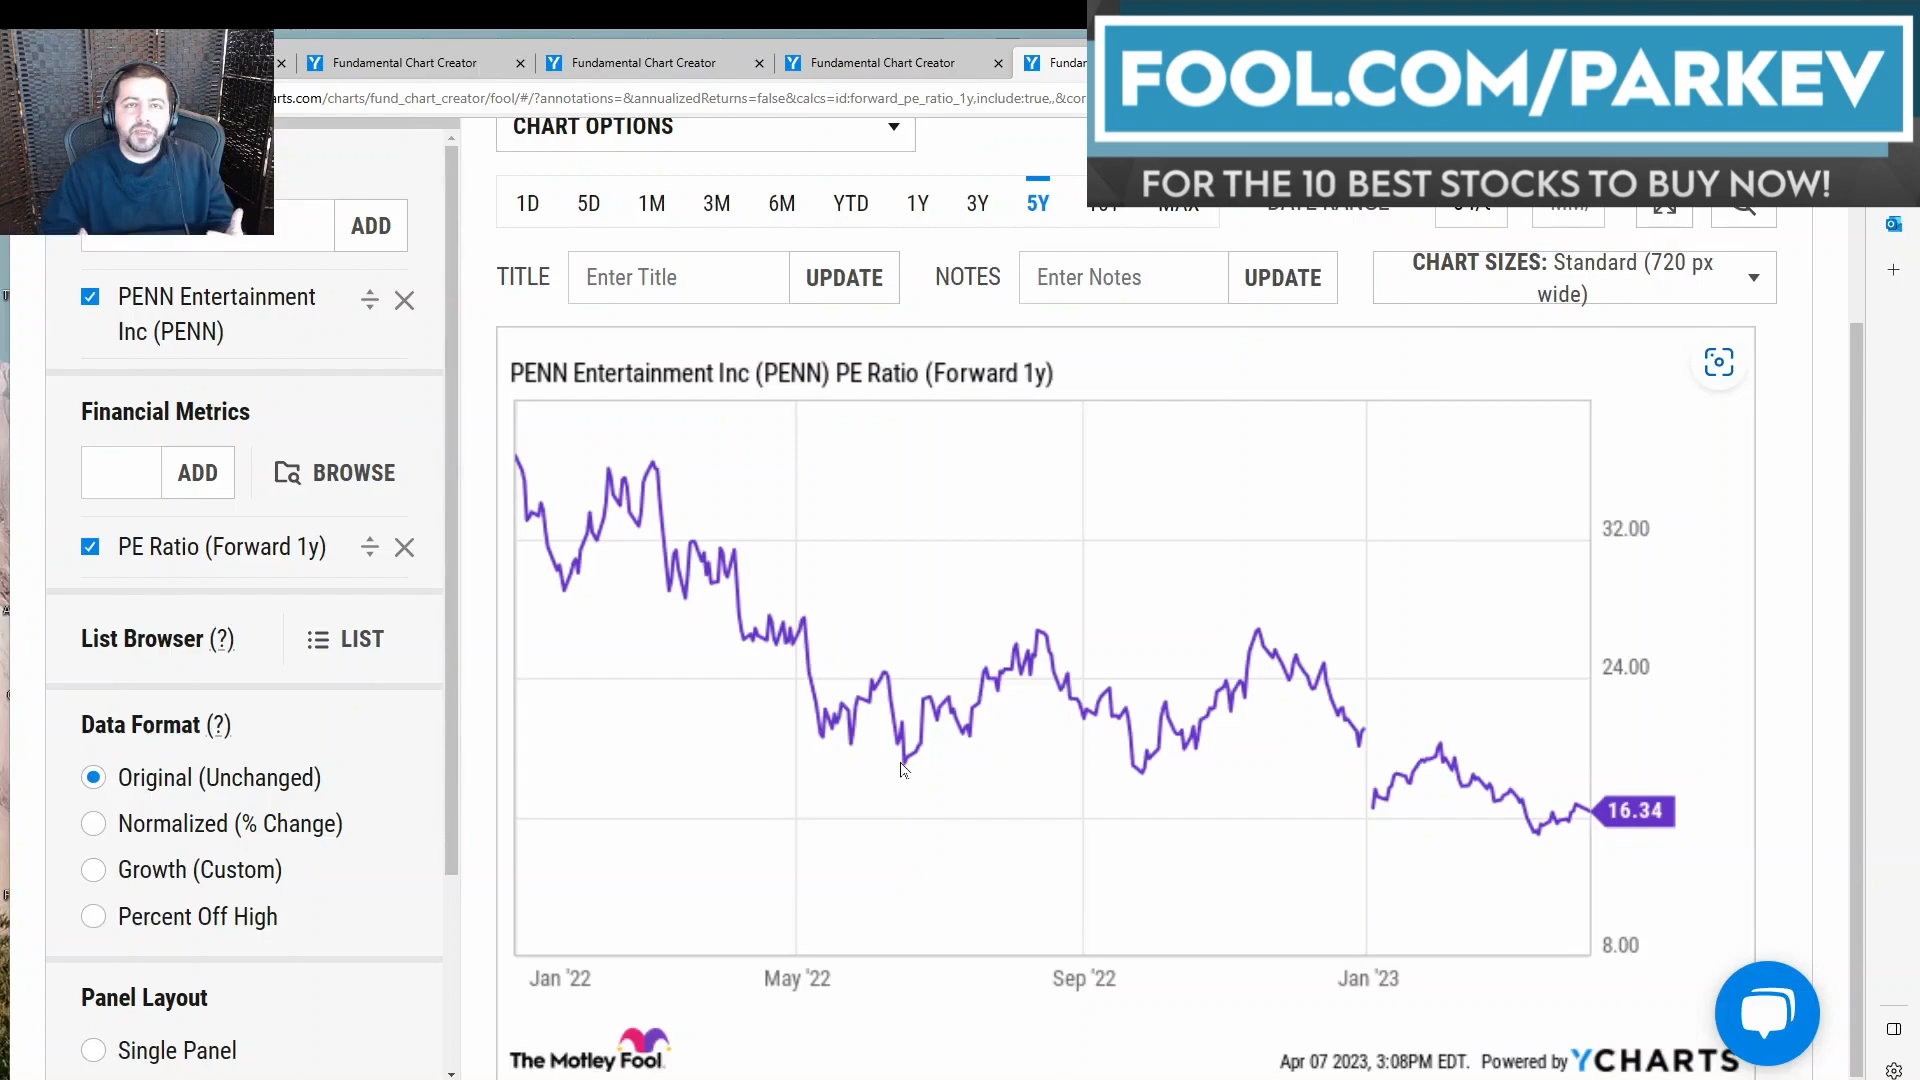 FOOL.COM/PARKEV
FOR THE 10 BEST STOCKS TO BUY NOW!
Fundamental Chart Creator
Fundamental Chart Creator
Fundamental Chart Creator
arts.com/charts/fund_chart_creator/fool/#/?annotations=&annualizedReturns=false&calcs=id:forward_pe_ratio_1y,include:true,,&cor
CHART OPTIONS
1D 5D 1M 3M 6M YTD 1Y 3Y 5Y
TITLE Enter Title UPDATE NOTES Enter Notes UPDATE
CHART SIZES: Standard (720 px
wide)
ADD
PENN Entertainment
Inc (PENN)
Financial Metrics
ADD BROWSE
PE Ratio (Forward 1y)
List Browser (?) LIST
Data Format (?)
Original (Unchanged)
Normalized (% Change)
Growth (Custom)
Percent Off High
Panel Layout
Single Panel
PENN Entertainment Inc (PENN) PE Ratio (Forward 1y)
32.00
24.00
16.34
8.00
Jan '22 May '22 Sep '22 Jan '23
The Motley Fool.
Apr 07 2023, 3:08PM EDT. Powered by YCHARTS